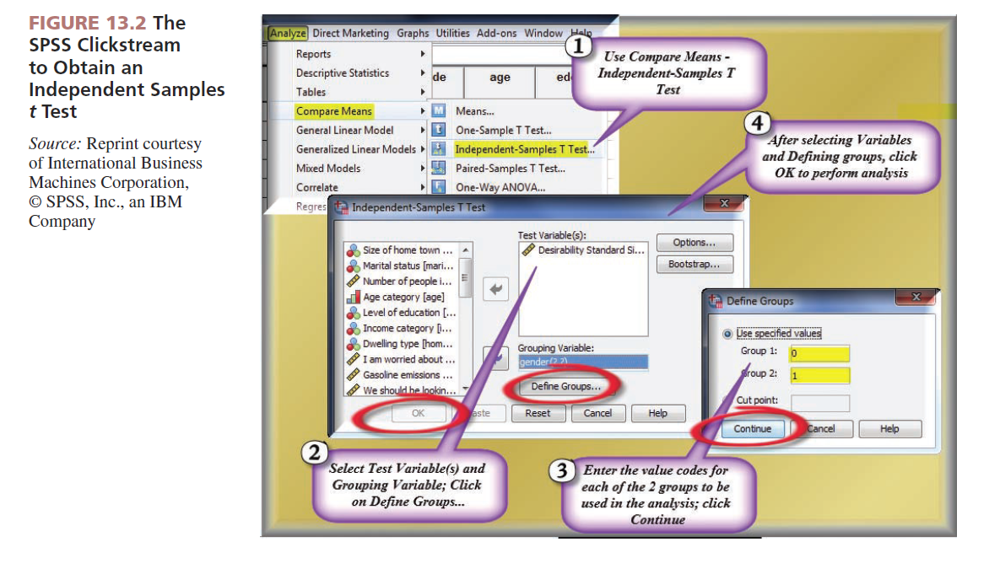 FIGURE 13.2 The
SPSS Clickstream
to Obtain an
Independent Samples
t Test
Source: Reprint courtesy
of International Business
Machines Corporation,
© SPSS, Inc., an IBM
Company
Analyze Direct Marketing Graphs Utilities Add-ons Window Help
Reports
Descriptive Statistics
Tables
Compare Means
General Linear Model
Generalized Linear Models
Mixed Models
Correlate
Regres
de age ed
Means...
One-Sample T Test...
Independent-Samples T Test...
Paired-Samples T Test...
One-Way ANOVA...
1
Use Compare Means -
Independent-Samples T
Test
4
After selecting Variables
and Defining groups, click
OK to perform analysis
Independent-Samples T Test
Size of home town ...
Marital status [mari...
Number of people i...
Age category [age]
Level of education [...
Income category [i...
Dwelling type [hom...
I am worried about ...
Gasoline emissions ...
We should be lookin...
Test Variable(s):
Desirability Standard Si...
Grouping Variable:
gender(? ?)
Define Groups...
Options...
Bootstrap...
OK aste Reset Cancel Help
Define Groups
Use specified values
Group 1: 0
Group 2: 1
Cut point:
Continue Cancel Help
2
Select Test Variable(s) and
Grouping Variable; Click
on Define Groups...
3
Enter the value codes for
each of the 2 groups to be
used in the analysis; click
Continue